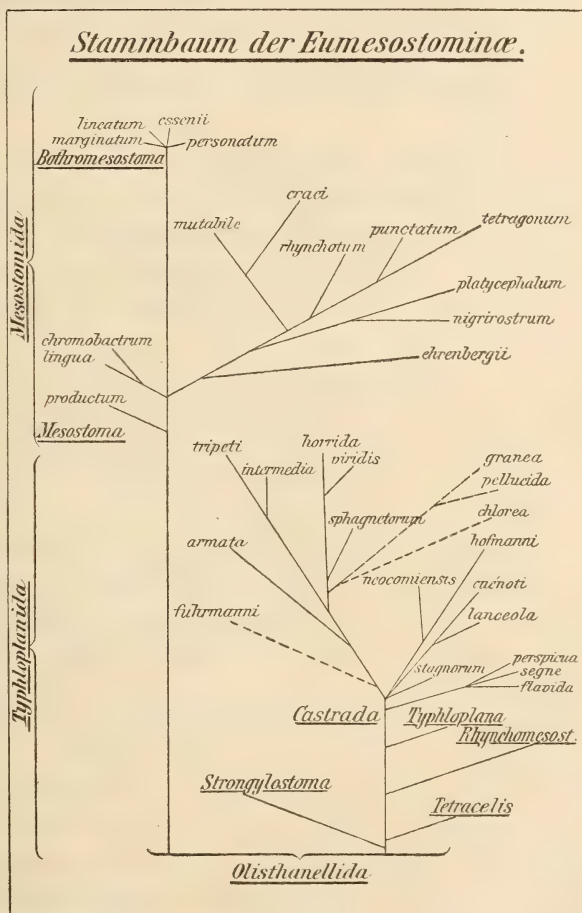 Stammbaum der Eumesostominæ.
essenii
lineatum
marginatum
personatum
Bothromesostoma
craci
mutabile
rhynchotum
punctatum
tetragonum
platycephalum
nigrirostrum
ehrenbergii
chromobactrum
lingua
productum
Mesostoma
Mesostomida
tripeti
intermedia
horrida
viridis
granea
pellucida
sphagnetorum
chlorea
hofmanni
armata
neocomiensis
cuénoti
lanceola
fuhrmanni
stagnorum
perspicua
segne
flavida
Castrada
Typhloplana
Rhynchomesost.
Strongylostoma
Tetracelis
Typhloplanida
Olisthanellida